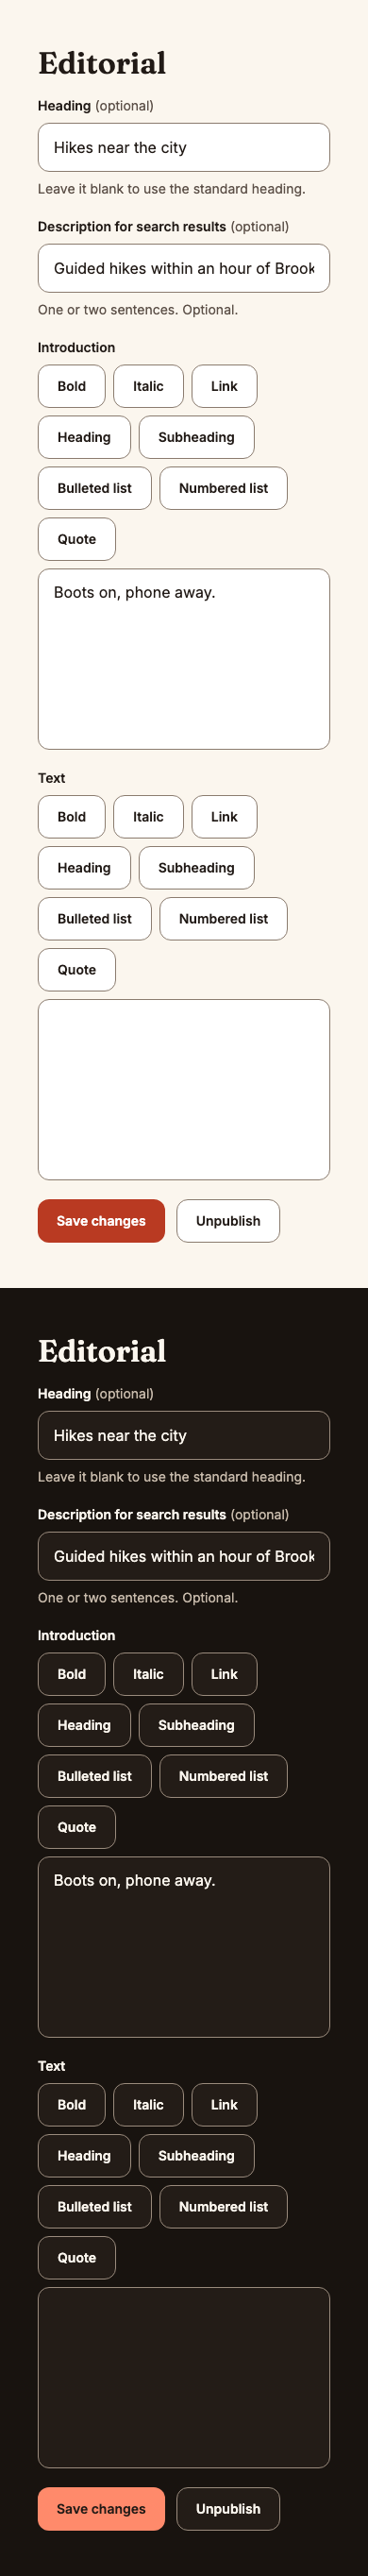 Editorial
Heading (optional)
Hikes near the city
Leave it blank to use the standard heading.
Description for search results (optional)
Guided hikes within an hour of Brook
One or two sentences. Optional.
Introduction
Bold Italic Link
Heading Subheading
Bulleted list Numbered list
Quote
Boots on, phone away.
Text
Bold Italic Link
Heading Subheading
Bulleted list Numbered list
Quote
Save changes Unpublish
Editorial
Heading (optional)
Hikes near the city
Leave it blank to use the standard heading.
Description for search results (optional)
Guided hikes within an hour of Brook
One or two sentences. Optional.
Introduction
Bold Italic Link
Heading Subheading
Bulleted list Numbered list
Quote
Boots on, phone away.
Text
Bold Italic Link
Heading Subheading
Bulleted list Numbered list
Quote
Save changes Unpublish